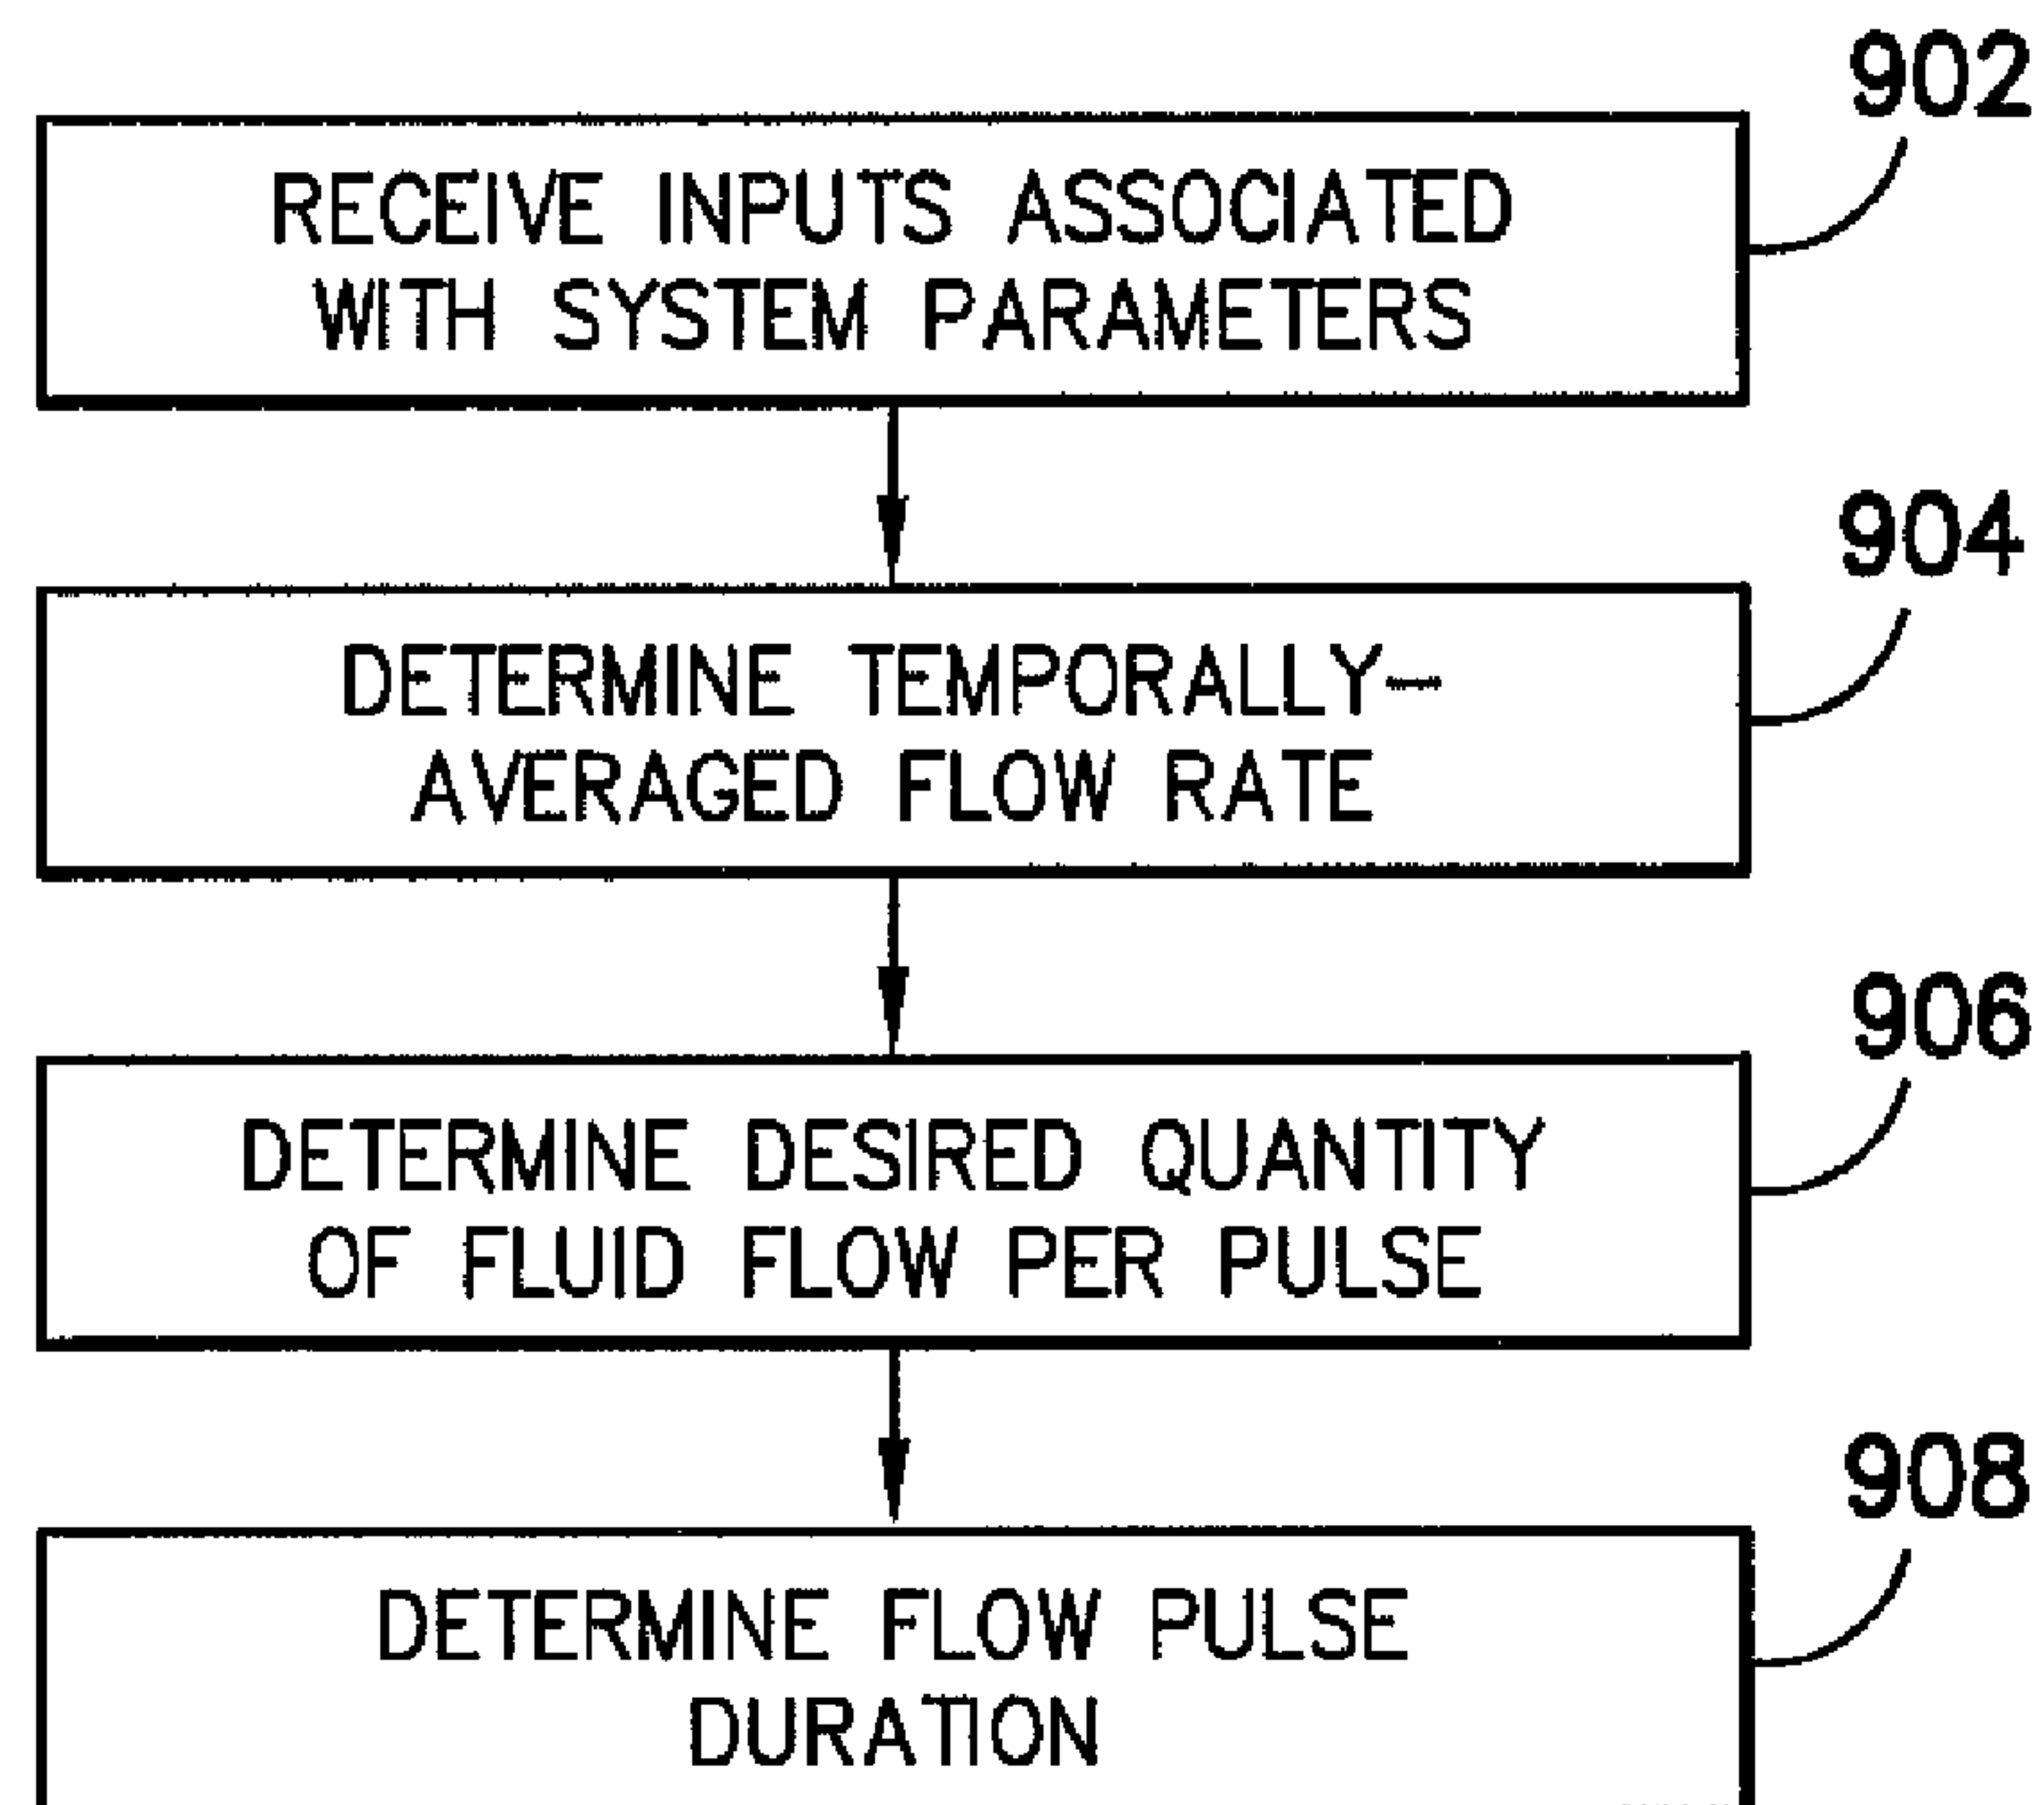 902
RECEIVE INPUTS ASSOCIATED
WITH SYSTEM PARAMETERS
904
DETERMINE TEMPORALLY-
AVERAGED FLOW RATE
906
DETERMINE DESIRED QUANTITY
OF FLUID FLOW PER PULSE
908
DETERMINE FLOW PULSE
DURATION